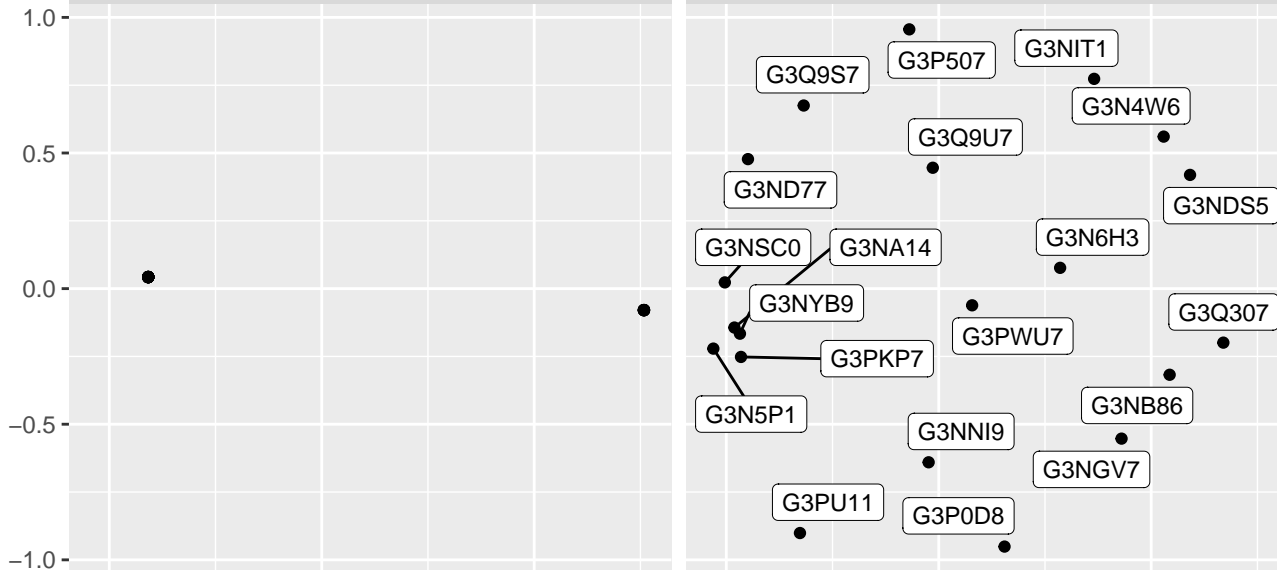 1.0
0.5
0.0
−0.5
−1.0
G3P507
G3NIT1
G3Q9S7
G3N4W6
G3Q9U7
G3ND77
G3NDS5
G3NSC0
G3NA14
G3N6H3
G3NYB9
G3Q307
G3PWU7
G3PKP7
G3N5P1
G3NB86
G3NNI9
G3NGV7
G3PU11
G3P0D8